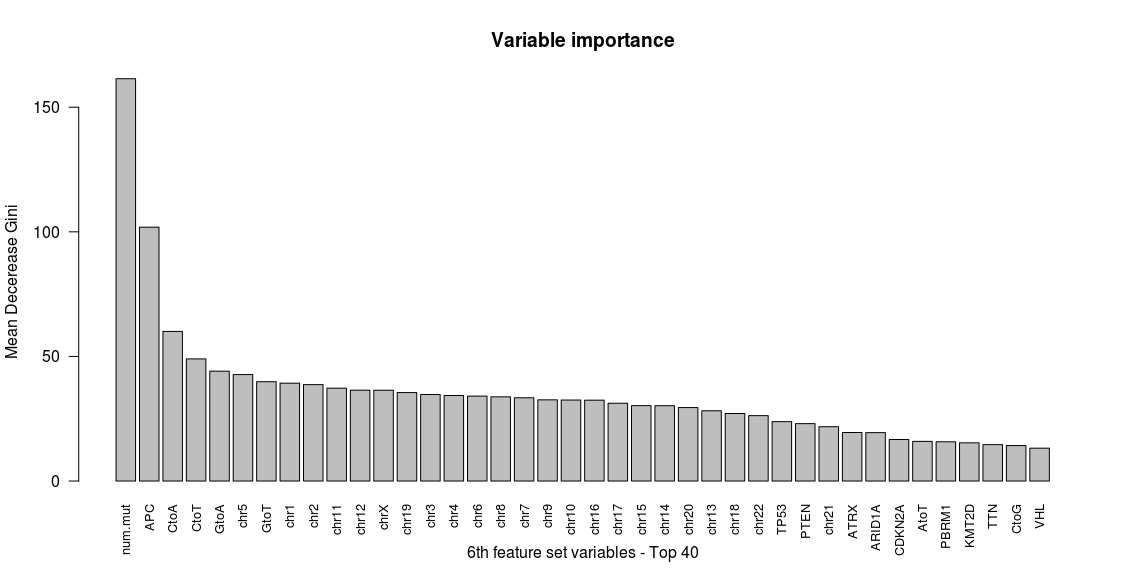 Variable importance
Mean Decerease Gini
150
100
50
0
num.mut
APC
CtoA
CtoT
GtoA
chr5
GtoT
chr1
chr2
chr11
chr12
chrX
chr19
chr3
chr4
chr6
chr8
chr7
chr9
chr10
chr16
chr17
chr15
chr14
chr20
chr13
chr18
chr22
TP53
PTEN
chr21
ATRX
ARID1A
CDKN2A
AtoT
PBRM1
KMT2D
TTN
CtoG
VHL
6th feature set variables - Top 40